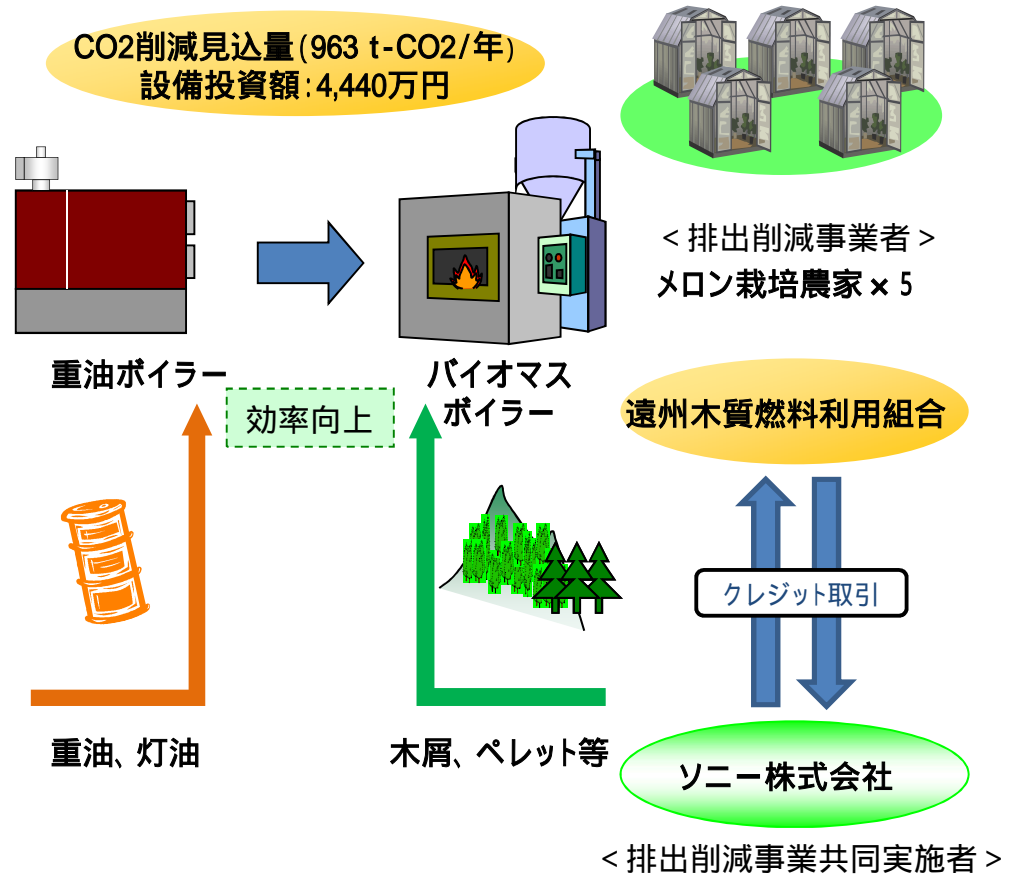 CO2削減見込量(963 t-CO2/年)
設備投資額:4,440万円
<排出削減事業者>
メロン栽培農家×5
重油ボイラー
バイオマス
ボイラー
効率向上
遠州木質燃料利用組合
クレジット取引
重油、灯油
木屑、ペレット等
ソニー株式会社
<排出削減事業共同実施者>